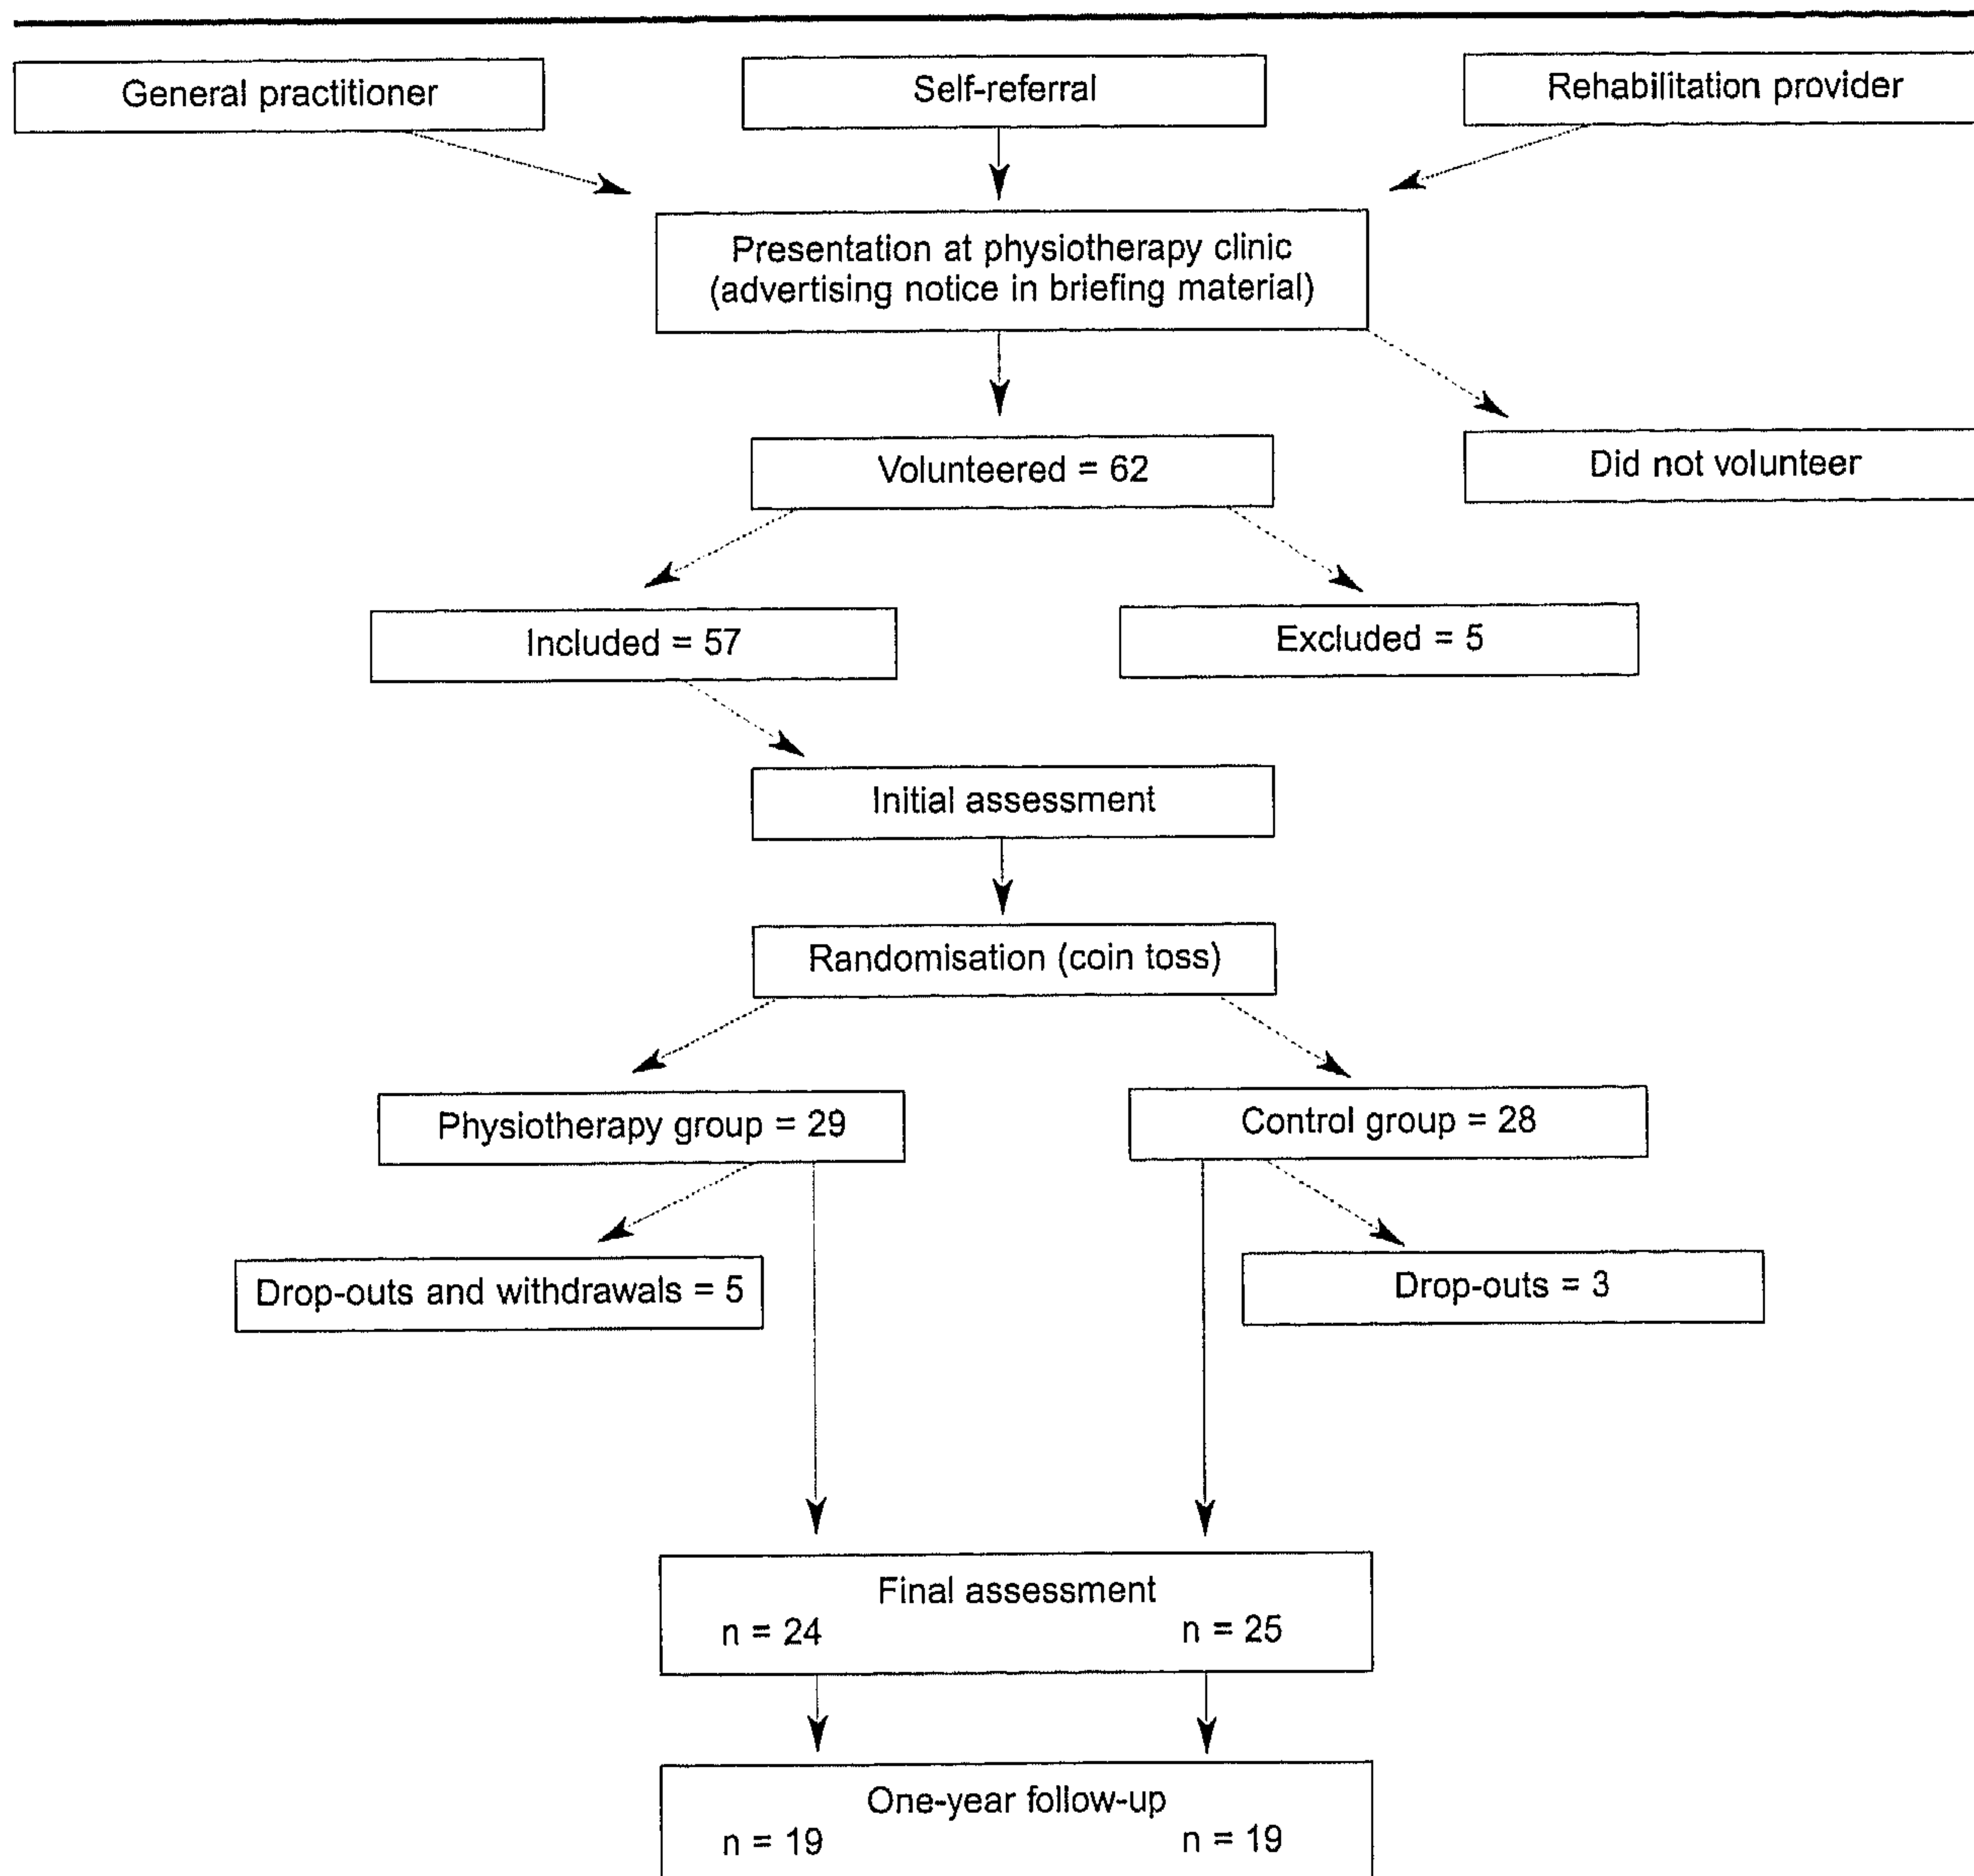 General practitioner
Self-referral
Rehabilitation provider
Presentation at physiotherapy clinic
(advertising notice in briefing material)
Volunteered = 62
Did not volunteer
Included = 57
Excluded = 5
Initial assessment
Randomisation (coin toss)
Physiotherapy group = 29
Control group = 28
Drop-outs and withdrawals = 5
Drop-outs = 3
Final assessment
n = 24
n = 25
One-year follow-up
n = 19
n = 19